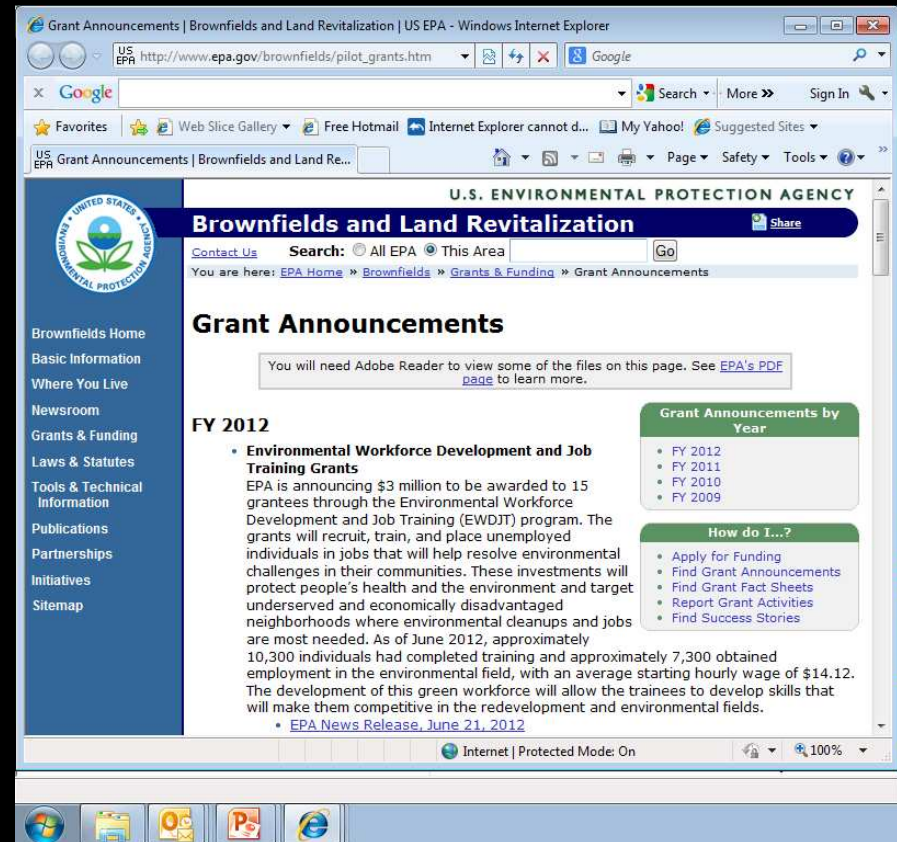 Grant Announcements | Brownfields and Land Revitalization | US EPA - Windows Internet Explorer
US EPA http://www.epa.gov/brownfields/pilot_grants.htm Google
x Google Search More » Sign In
Favorites Web Slice Gallery Free Hotmail Internet Explorer cannot d... My Yahoo! Suggested Sites
US EPA Grant Announcements | Brownfields and Land Re... Page Safety Tools »
UNITED STATES ENVIRONMENTAL PROTECTION AGENCY
U.S. ENVIRONMENTAL PROTECTION AGENCY
Brownfields and Land Revitalization Share
Contact Us Search: All EPA This Area Go
You are here: EPA Home » Brownfields » Grants & Funding » Grant Announcements
Brownfields Home
Basic Information
Where You Live
Newsroom
Grants & Funding
Laws & Statutes
Tools & Technical
Information
Publications
Partnerships
Initiatives
Sitemap
Grant Announcements
You will need Adobe Reader to view some of the files on this page. See EPA's PDF
page to learn more.
FY 2012
• Environmental Workforce Development and Job
Training Grants
EPA is announcing $3 million to be awarded to 15
grantees through the Environmental Workforce
Development and Job Training (EWDJT) program. The
grants will recruit, train, and place unemployed
individuals in jobs that will help resolve environmental
challenges in their communities. These investments will
protect people's health and the environment and target
underserved and economically disadvantaged
neighborhoods where environmental cleanups and jobs
are most needed. As of June 2012, approximately
10,300 individuals had completed training and approximately 7,300 obtained
employment in the environmental field, with an average starting hourly wage of $14.12.
The development of this green workforce will allow the trainees to develop skills that
will make them competitive in the redevelopment and environmental fields.
• EPA News Release, June 21, 2012
Grant Announcements by
Year
• FY 2012
• FY 2011
• FY 2010
• FY 2009
How do I...?
• Apply for Funding
• Find Grant Announcements
• Find Grant Fact Sheets
• Report Grant Activities
• Find Success Stories
Internet | Protected Mode: On 100%